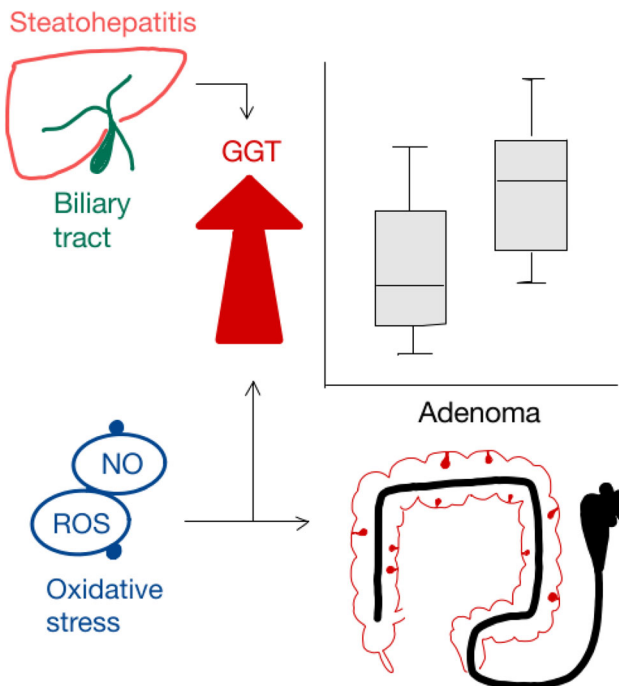 Steatohepatitis
GGT
Biliary
tract
Adenoma
NO
ROS
Oxidative
stress